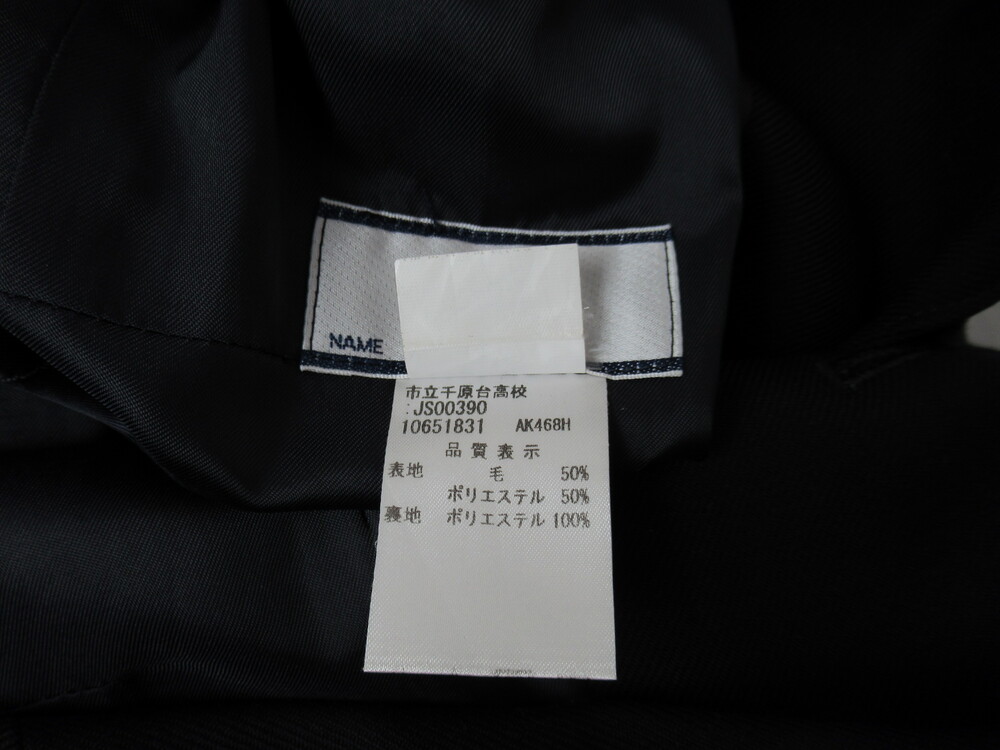 NAME
市立千原台高校
:JS00390
10651831 AK468H
品質表示
表地 毛 50%
ポリエステル 50%
裏地 ポリエステル 100%